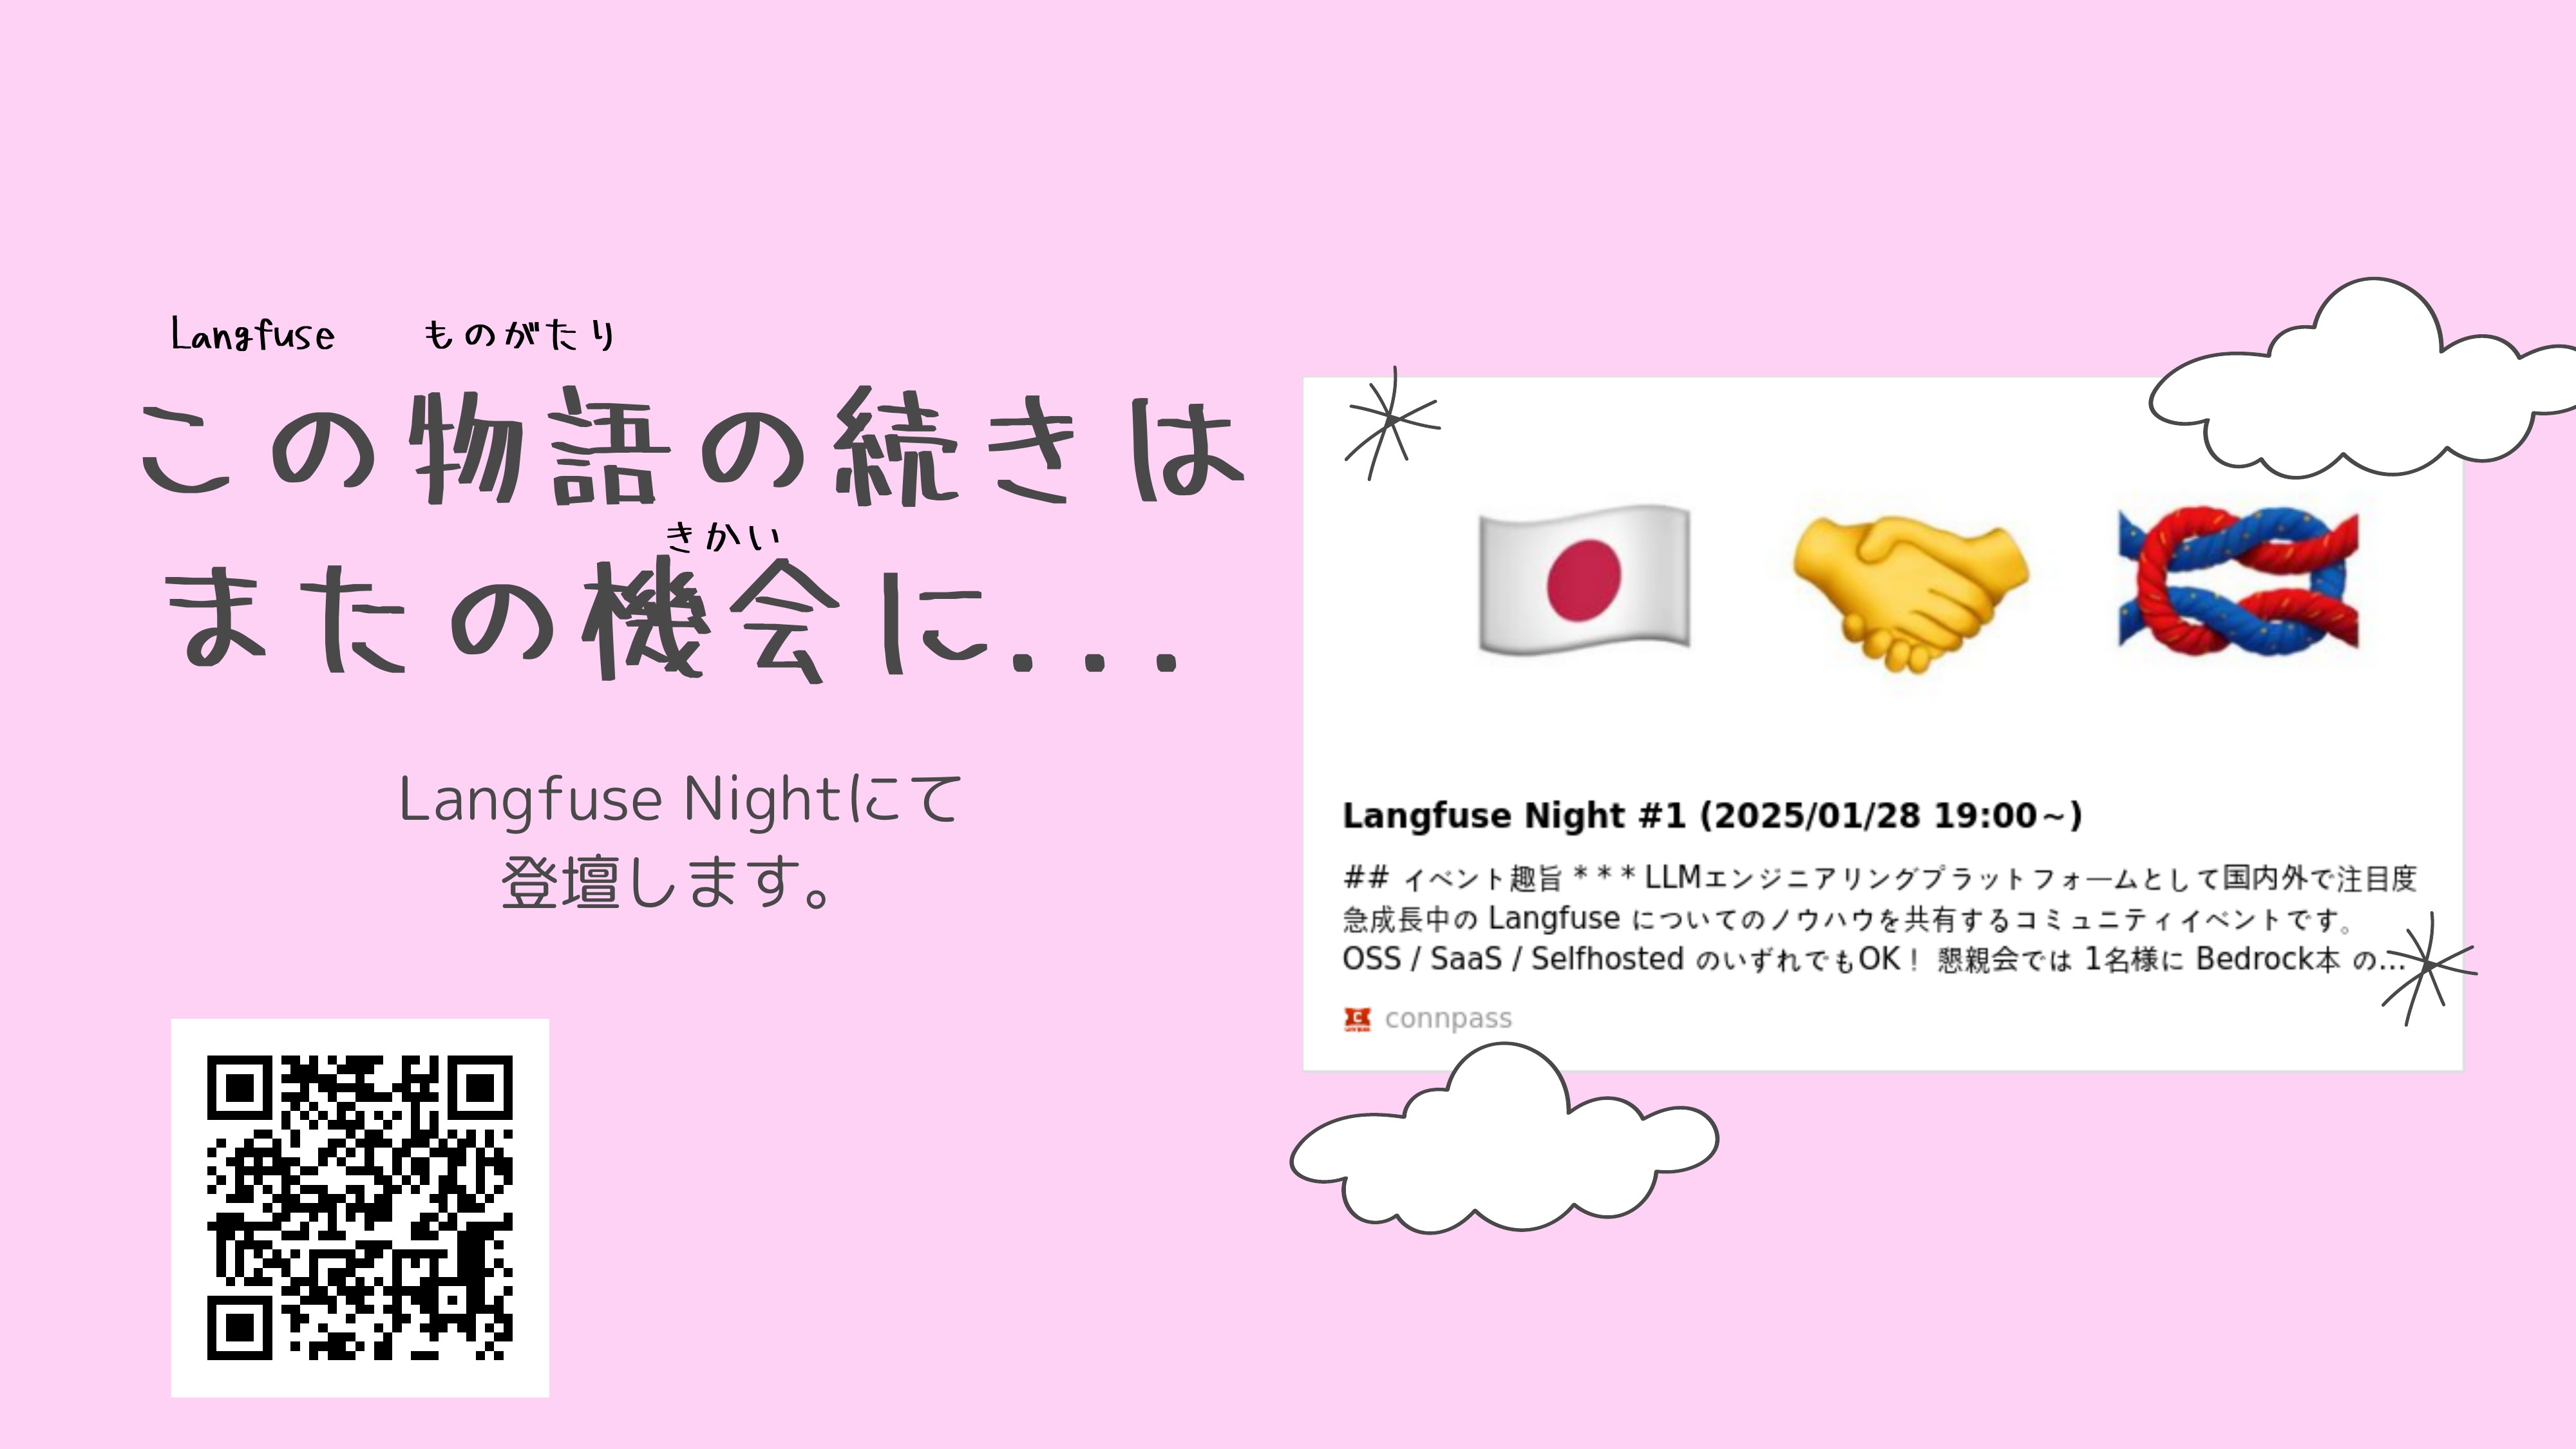 Langfuse ものがたり
この物語の続きは
きかい
またの機会に...
Langfuse Nightにて
登壇します。
Langfuse Night #1 (2025/01/28 19:00~)
## イベント趣旨 * * * LLMエンジニアリングプラットフォームとして国内外で注目度
急成長中の Langfuse についてのノウハウを共有するコミュニティイベントです。
OSS / SaaS / Selfhosted のいずれでもOK！ 懇親会では 1名様に Bedrock本 の...
connpass